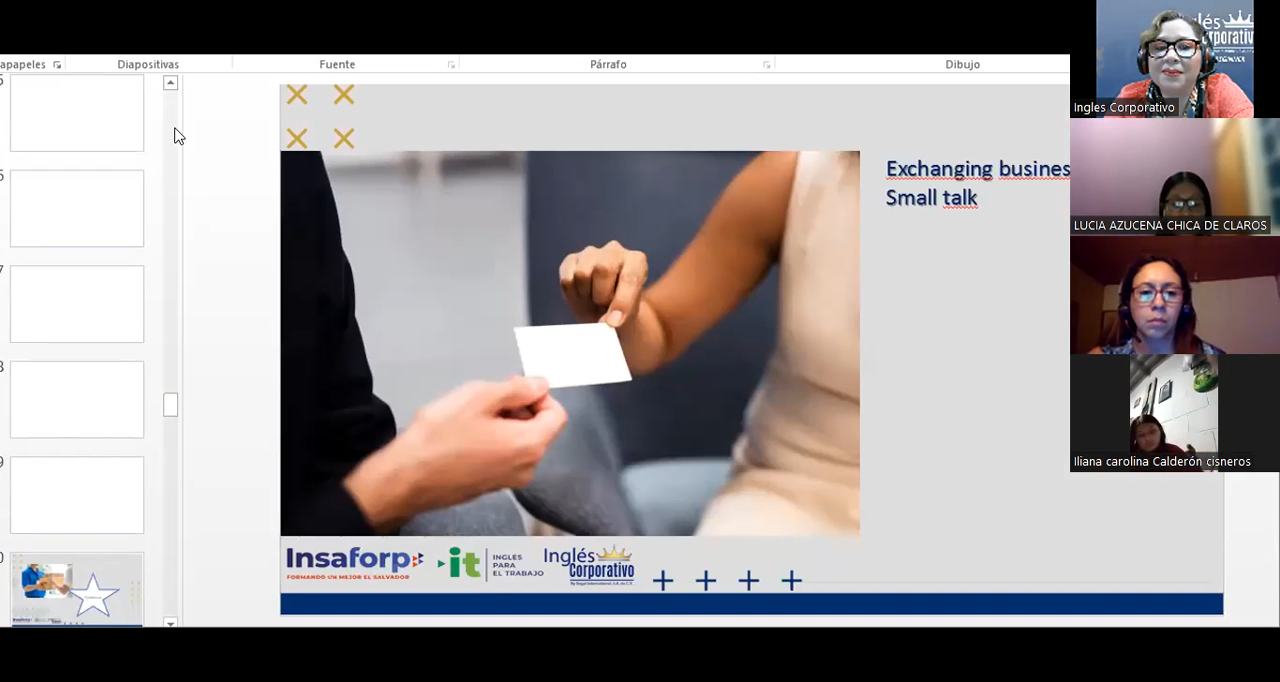 apapeles
Diapositivas
Fuente
Párrafo
Dibujo
Ingles Corporativo
LUCIA AZUCENA CHICA DE CLAROS
Iliana carolina Calderón cisneros
Exchanging busines
Small talk
Insaforp
FORMANDO UN MEJOR EL SALVADOR
it
INGLÉS
PARA
EL TRABAJO
Inglés
Corporativo